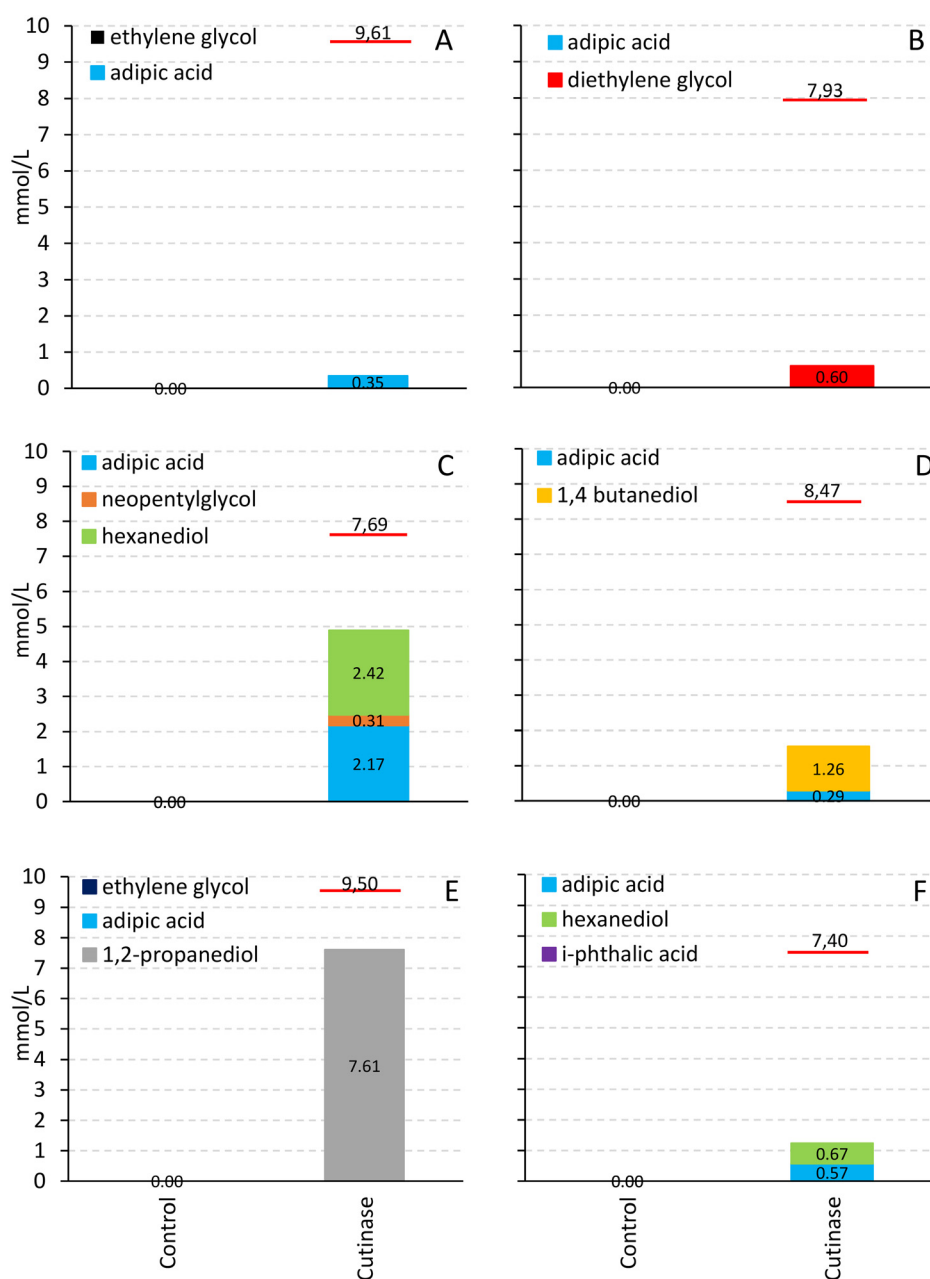 10
ethylene glycol
9,61
A
9
adipic acid
8
7
6
5
4
3
2
1
0
mmol/L
0.00
0.35
adipic acid
B
diethylene glycol
7,93
0.00
0.60
10
adipic acid
C
9
neopentylglycol
8
hexanediol
7,69
7
6
5
4
3
2
1
0
mmol/L
2.42
0.31
2.17
0.00
adipic acid
D
1,4 butanediol
8,47
1.26
0.29
0.00
10
ethylene glycol
9,50
E
9
adipic acid
8
1,2-propanediol
7
6
5
4
3
2
1
0
mmol/L
7.61
0.00
Control
Cutinase
adipic acid
F
hexanediol
i-phthalic acid
7,40
0.67
0.57
0.00
Control
Cutinase